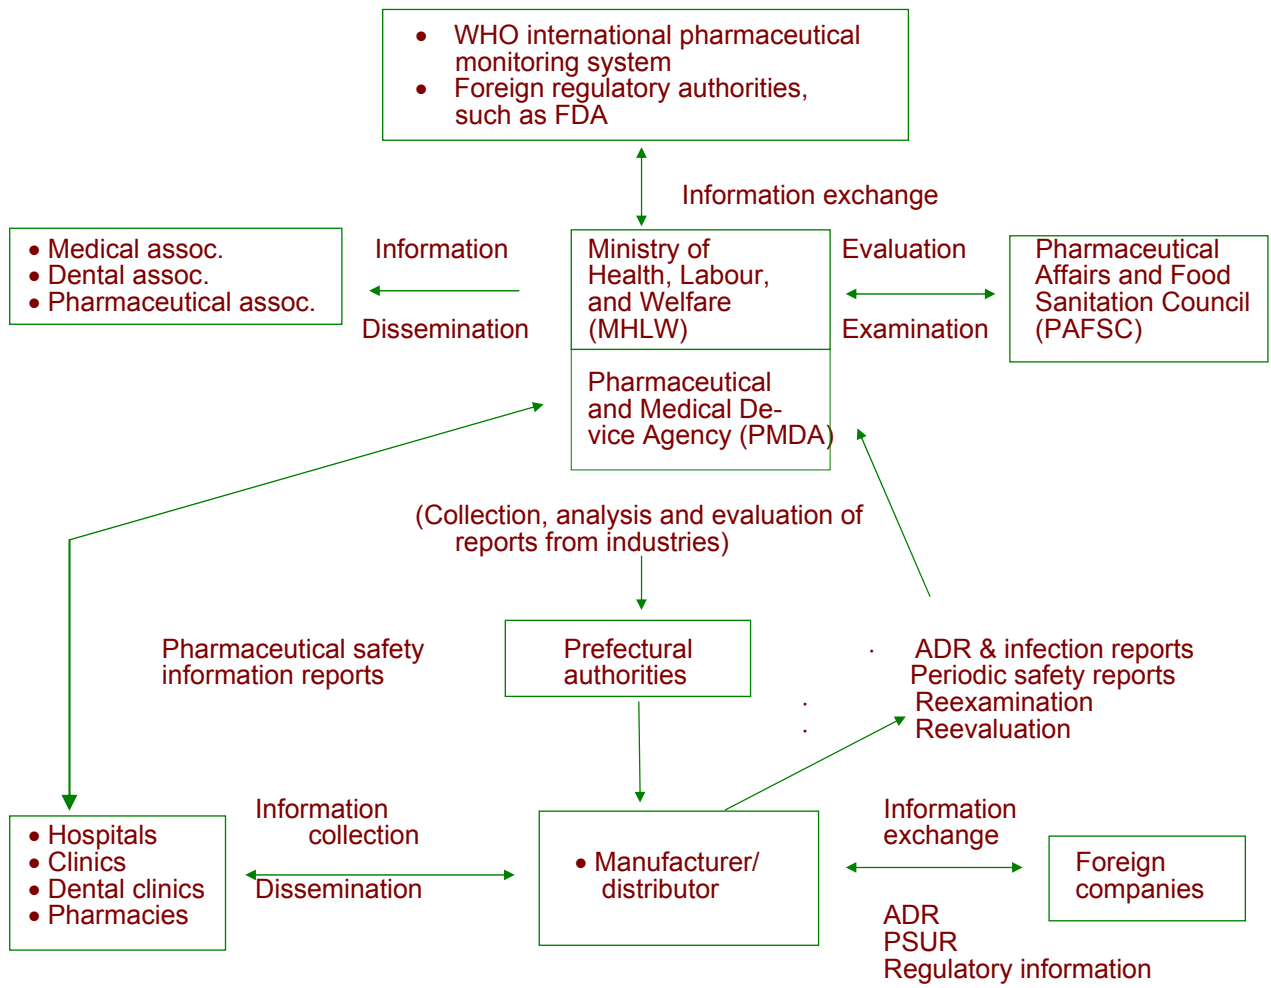 • WHO international pharmaceutical
monitoring system
• Foreign regulatory authorities,
such as FDA
Information exchange
• Medical assoc.
• Dental assoc.
• Pharmaceutical assoc.
Information
Dissemination
Ministry of
Health, Labour,
and Welfare
(MHLW)
Evaluation
Examination
Pharmaceutical
Affairs and Food
Sanitation Council
(PAFSC)
Pharmaceutical
and Medical De-
vice Agency (PMDA)
(Collection, analysis and evaluation of
reports from industries)
Pharmaceutical safety
information reports
Prefectural
authorities
· ADR & infection reports
Periodic safety reports
· Reexamination
· Reevaluation
• Hospitals
• Clinics
• Dental clinics
• Pharmacies
Information
collection
Dissemination
• Manufacturer/
distributor
Information
exchange
ADR
PSUR
Regulatory information
Foreign
companies